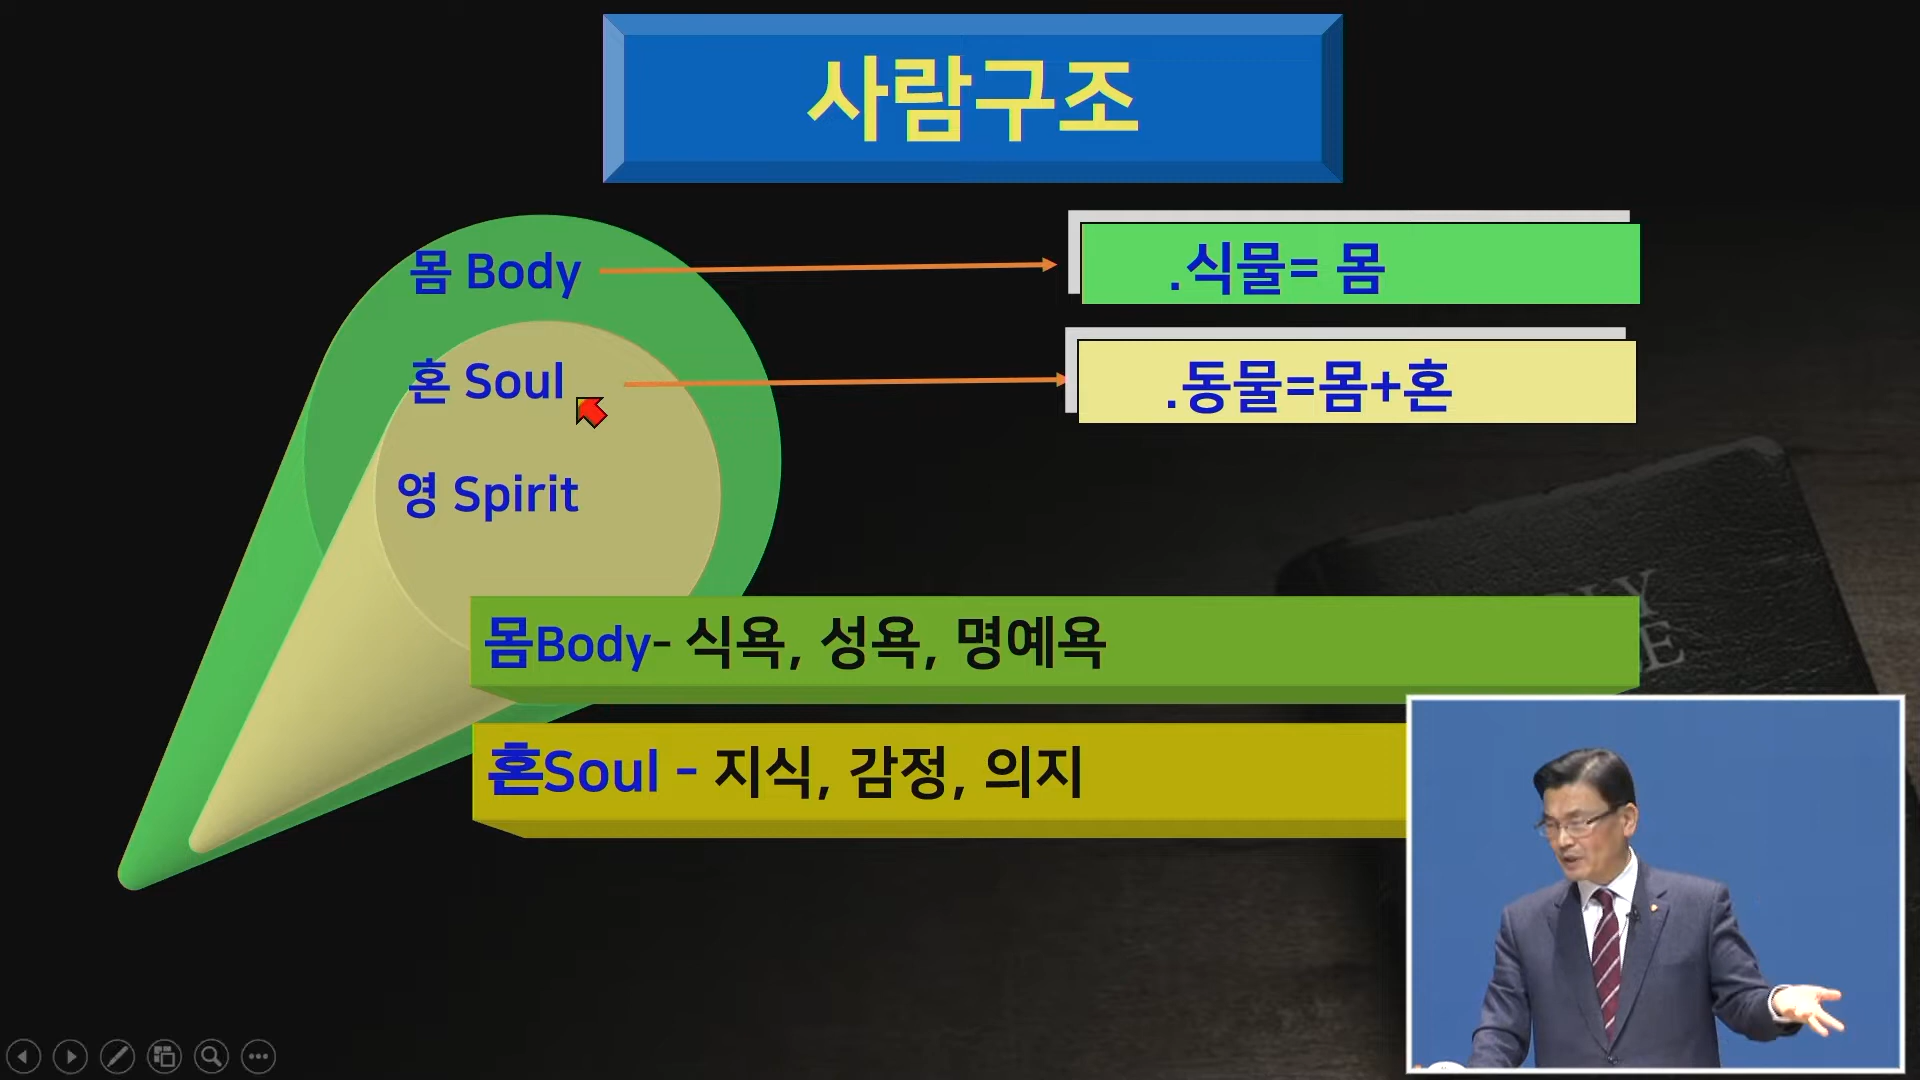 사람구조
몸 Body
.식물= 몸
혼 Soul
.동물=몸+혼
영 Spirit
몸Body- 식욕, 성욕, 명예욕
혼Soul - 지식, 감정, 의지